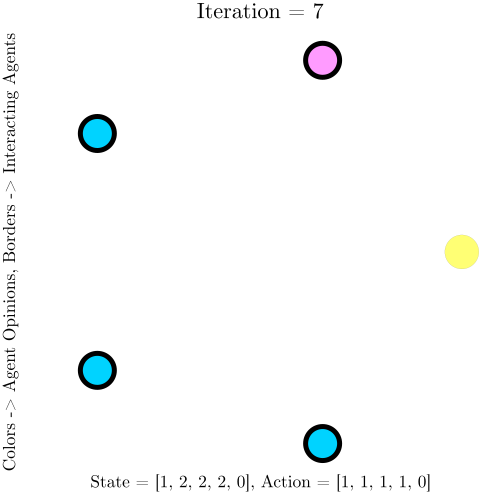 Iteration = 7
Colors -> Agent Opinions, Borders -> Interacting Agents
State = [1, 2, 2, 2, 0], Action = [1, 1, 1, 1, 0]